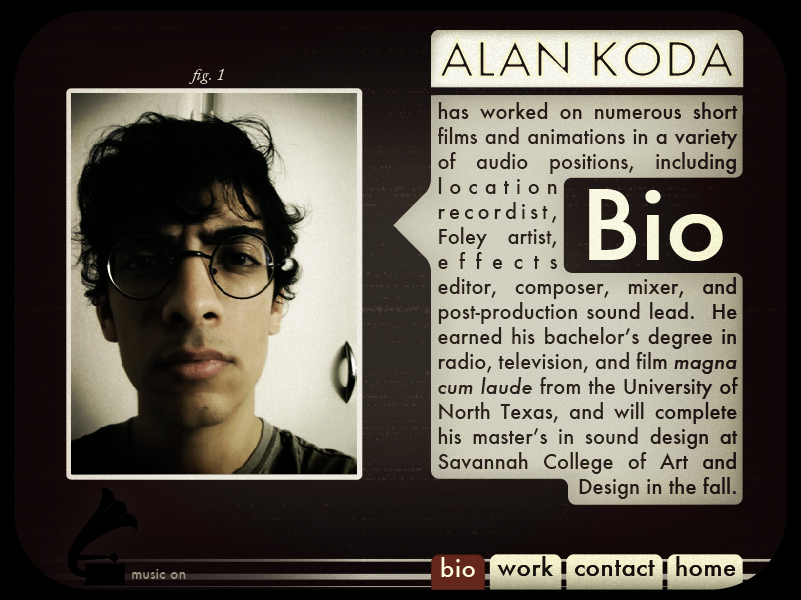 fig. 1
ALAN KODA
has worked on numerous short
films and animations in a variety
of audio positions, including
location
recordist,
Foley artist,
effects
Bio
editor, composer, mixer, and
post-production sound lead. He
earned his bachelor's degree in
radio, television, and film magna
cum laude from the University of
North Texas, and will complete
his master's in sound design at
Savannah College of Art and
Design in the fall.
music on
bio work contact home